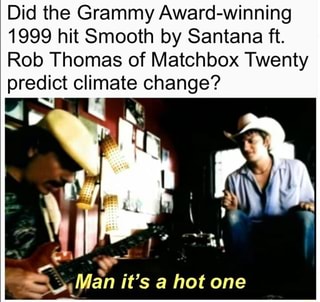 Did the Grammy Award-winning
1999 hit Smooth by Santana ft.
Rob Thomas of Matchbox Twenty
predict climate change?
Man it's a hot one